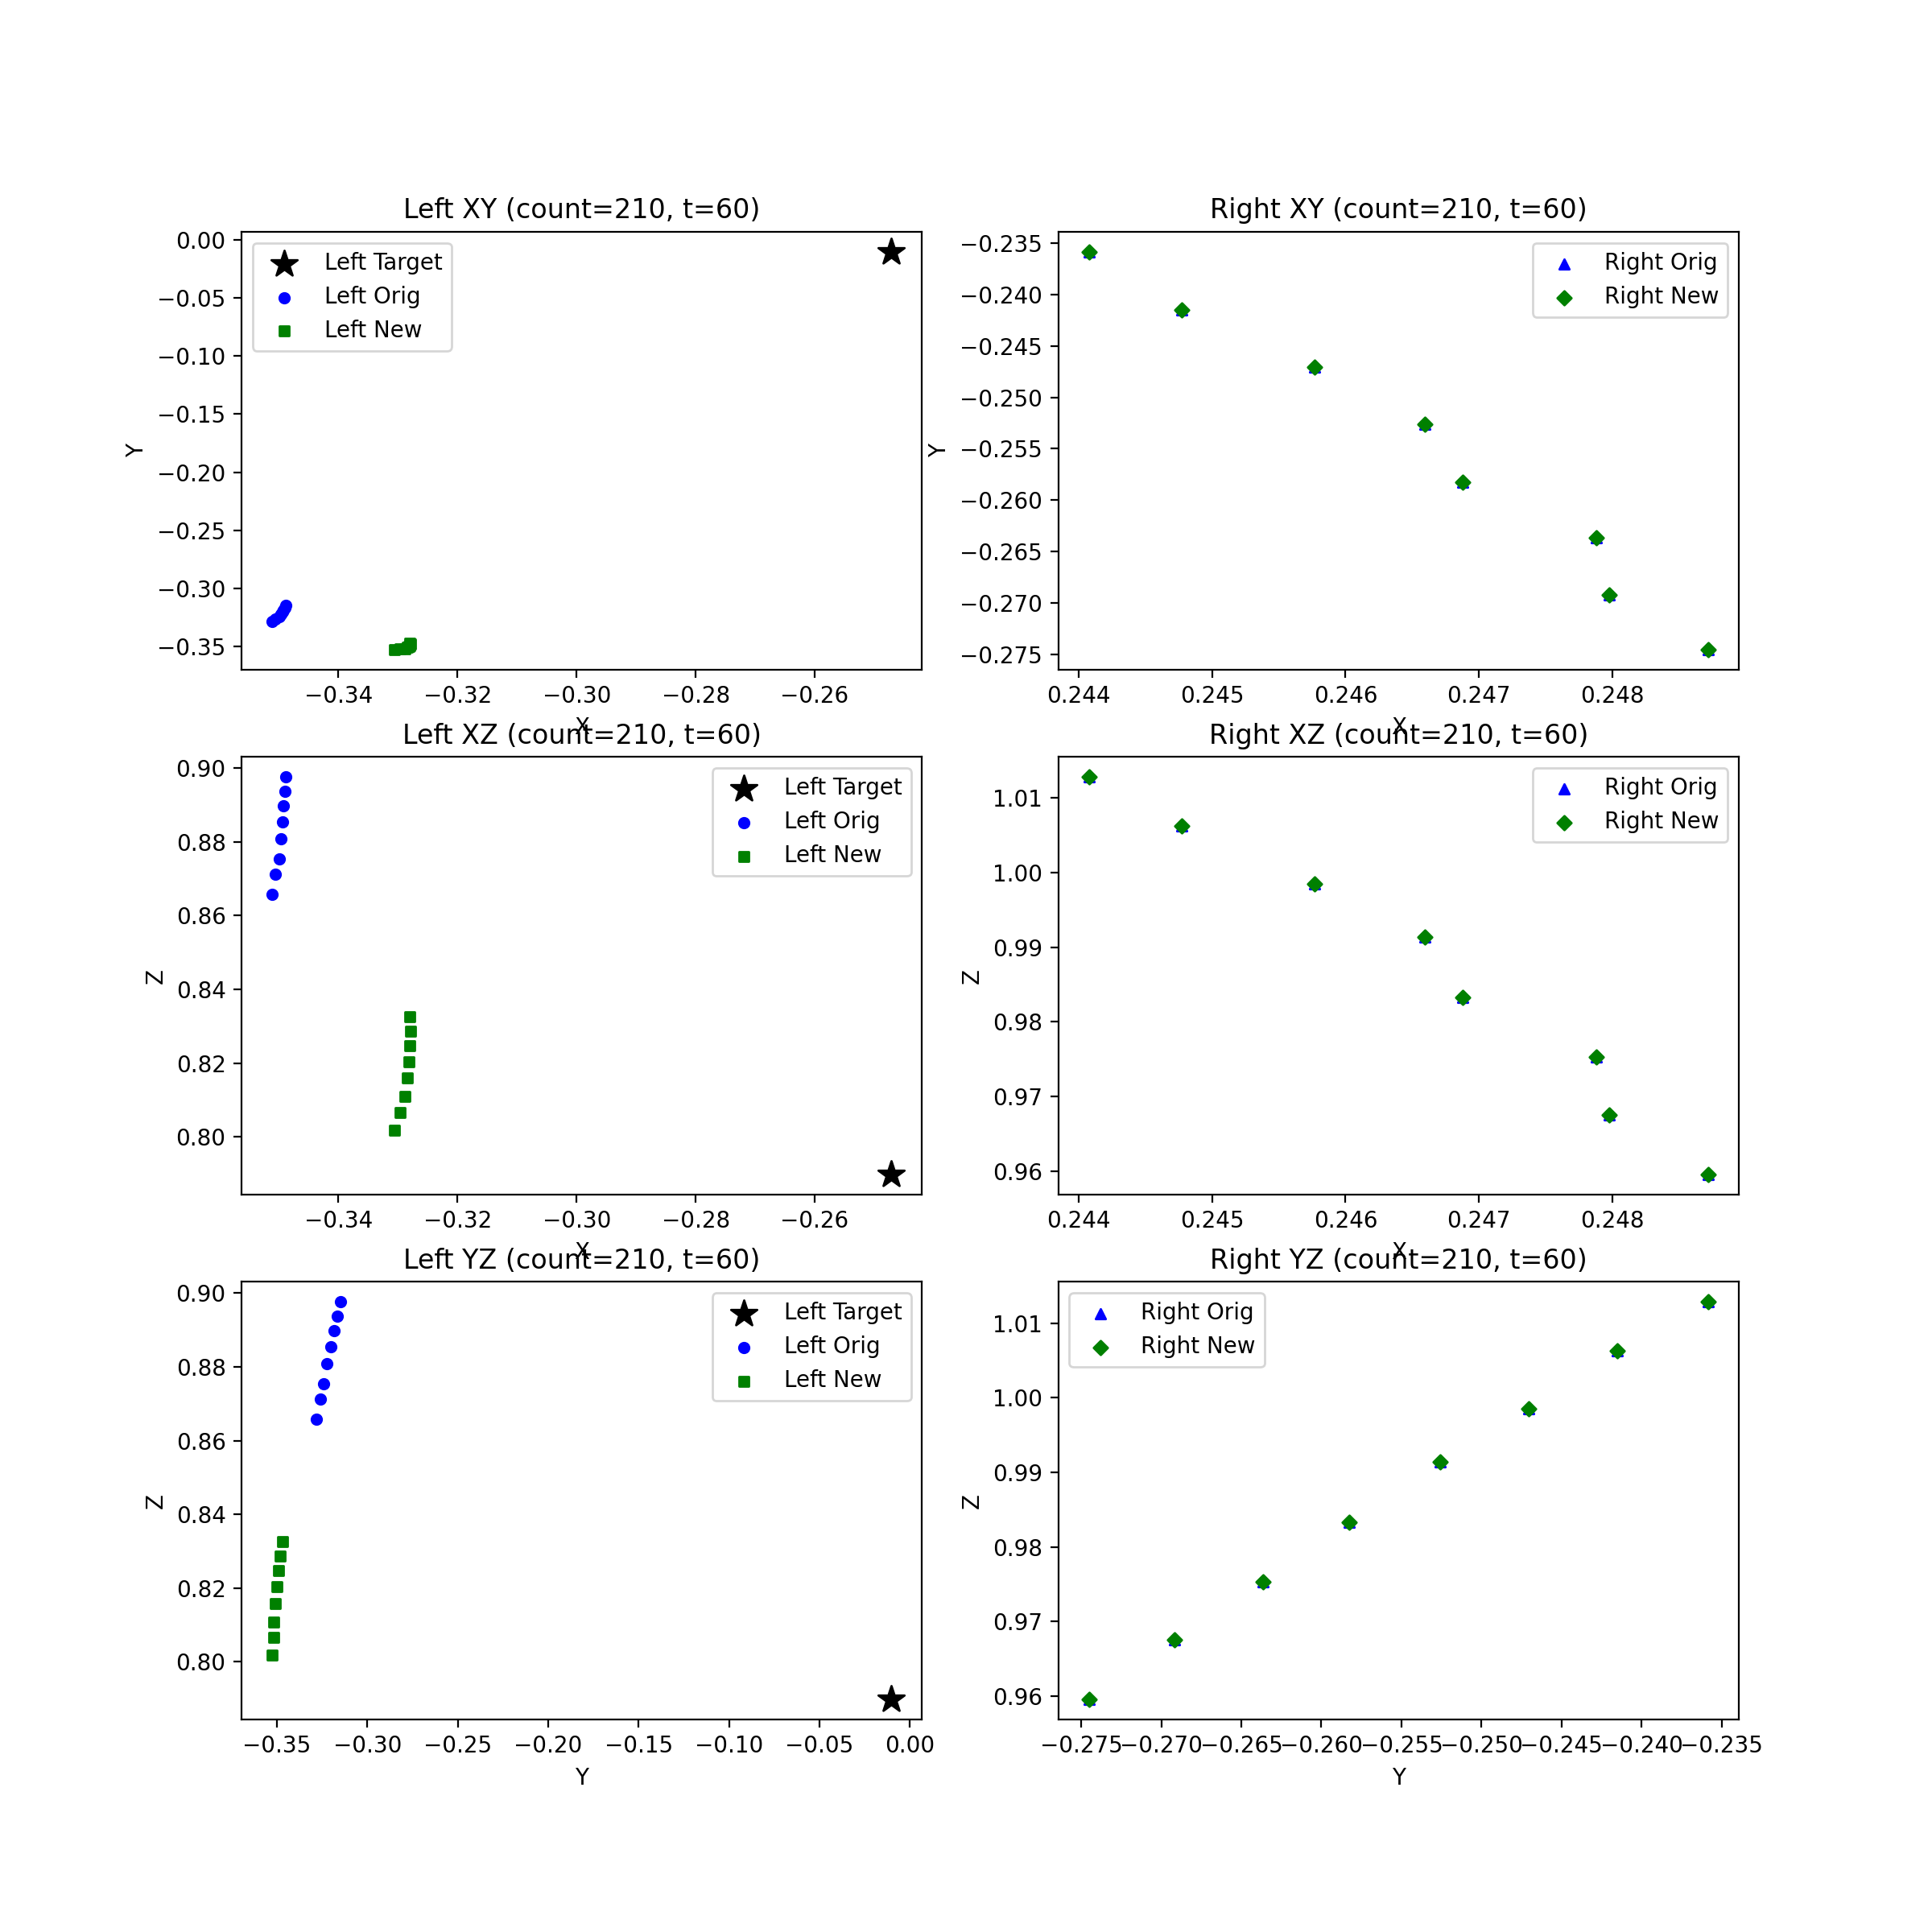 Left XY (count=210, t=60)
0.00
−0.05
−0.10
−0.15
−0.20
−0.25
−0.30
−0.35
Y
Left Target
Left Orig
Left New
−0.34 −0.32 −0.30 −0.28 −0.26
X
Right XY (count=210, t=60)
−0.235
−0.240
−0.245
−0.250
−0.255
−0.260
−0.265
−0.270
−0.275
Y
Right Orig
Right New
0.244 0.245 0.246 0.247 0.248
X
Left XZ (count=210, t=60)
0.90
0.88
0.86
0.84
0.82
0.80
Z
Left Target
Left Orig
Left New
−0.34 −0.32 −0.30 −0.28 −0.26
X
Right XZ (count=210, t=60)
1.01
1.00
0.99
0.98
0.97
0.96
Z
Right Orig
Right New
0.244 0.245 0.246 0.247 0.248
X
Left YZ (count=210, t=60)
0.90
0.88
0.86
0.84
0.82
0.80
Z
Left Target
Left Orig
Left New
−0.35 −0.30 −0.25 −0.20 −0.15 −0.10 −0.05 0.00
Y
Right YZ (count=210, t=60)
1.01
1.00
0.99
0.98
0.97
0.96
Z
Right Orig
Right New
−0.275 −0.270 −0.265 −0.260 −0.255 −0.250 −0.245 −0.240 −0.235
Y